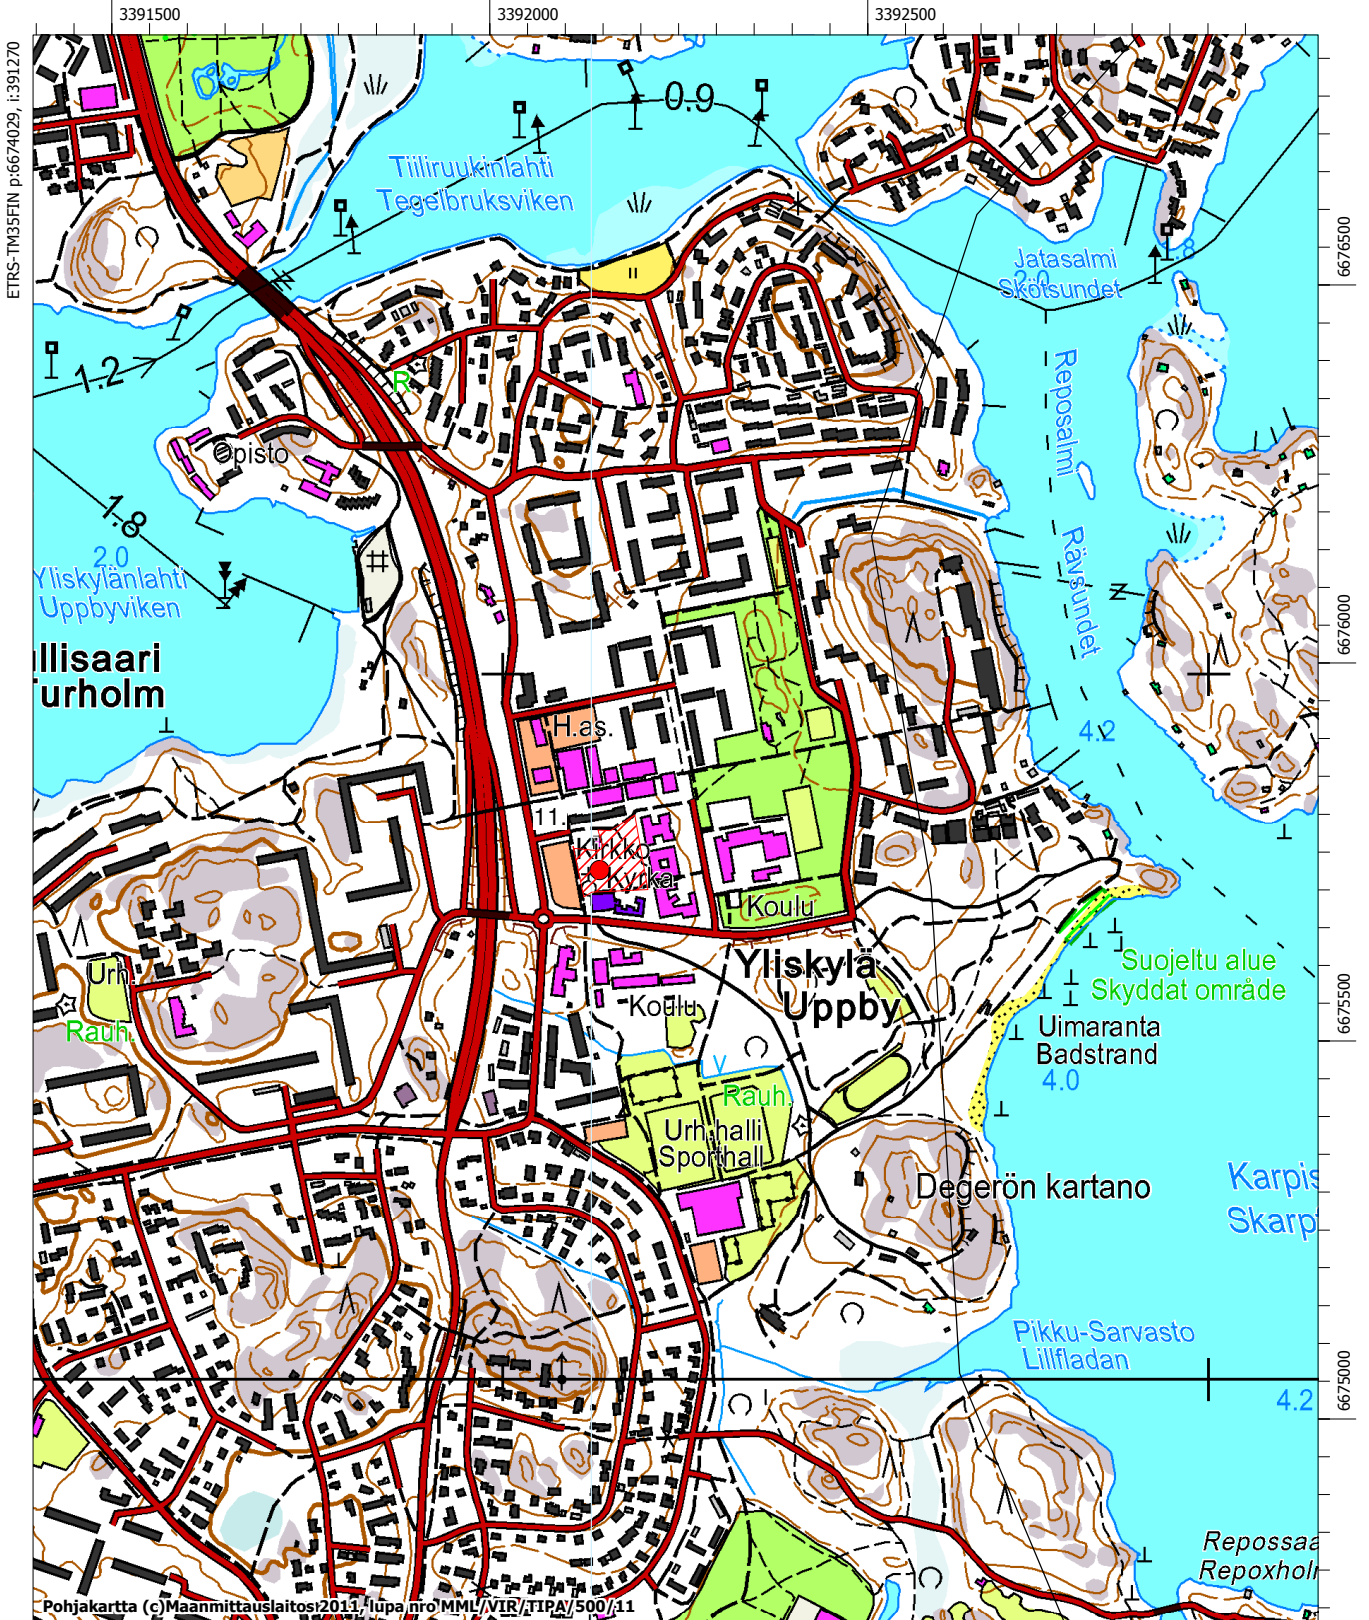 3391500
3392000
3392500
ETRS-TM35FIN p:6674029, i:391270
0.9
Tiiliruukinlahti
Tegelbruksviken
6676500
1.8
Jatasalmi
2.0
Skötsundet
1.2
R
Reposalmi
Rävsundet
Opisto
1.8
2.0
Yliskylänlahti
Uppbyviken
6676000
llisaari
Turholm
H.as.
4.2
11.
Kirkko
Kyrka
Koulu
Yliskylä
Uppby
Urh.
Rauh.
Koulu
Suojeltu alue
Skyddat område
6675500
Uimaranta
Badstrand
4.0
V
Rauh.
Urh.halli
Sporthall
Degerön kartano
Karpis
Skarp
Pikku-Sarvasto
Lillfladan
6675000
4.2
Repossaa
Repoxholm
Pohjakartta (c)Maanmittauslaitos 2011, lupa nro MML/VIR/TIPA/500/11